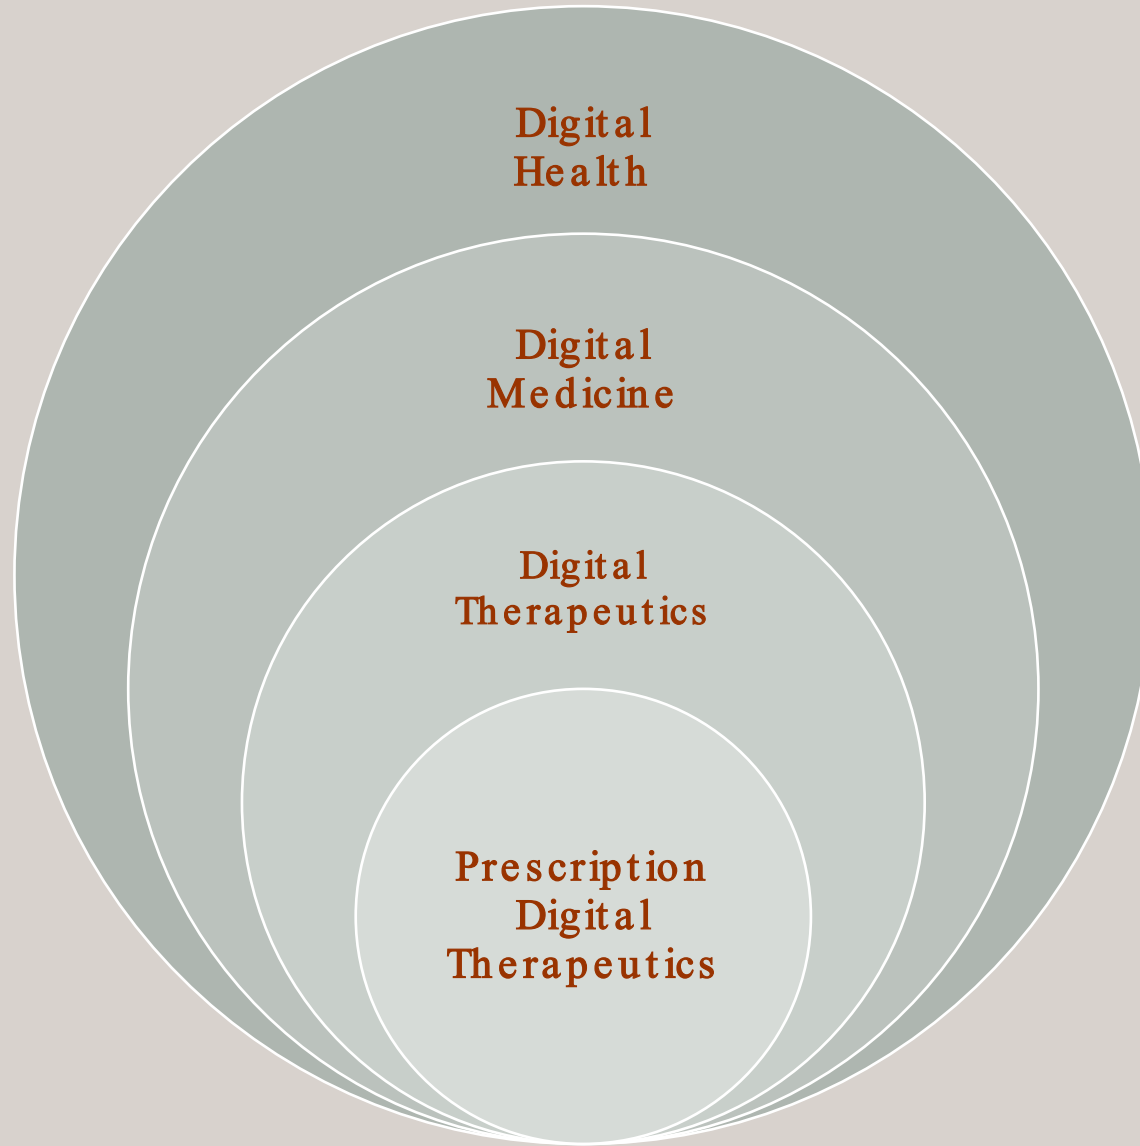 Digital
Health
Digital
Medicine
Digital
Therapeutics
Prescription
Digital
Therapeutics